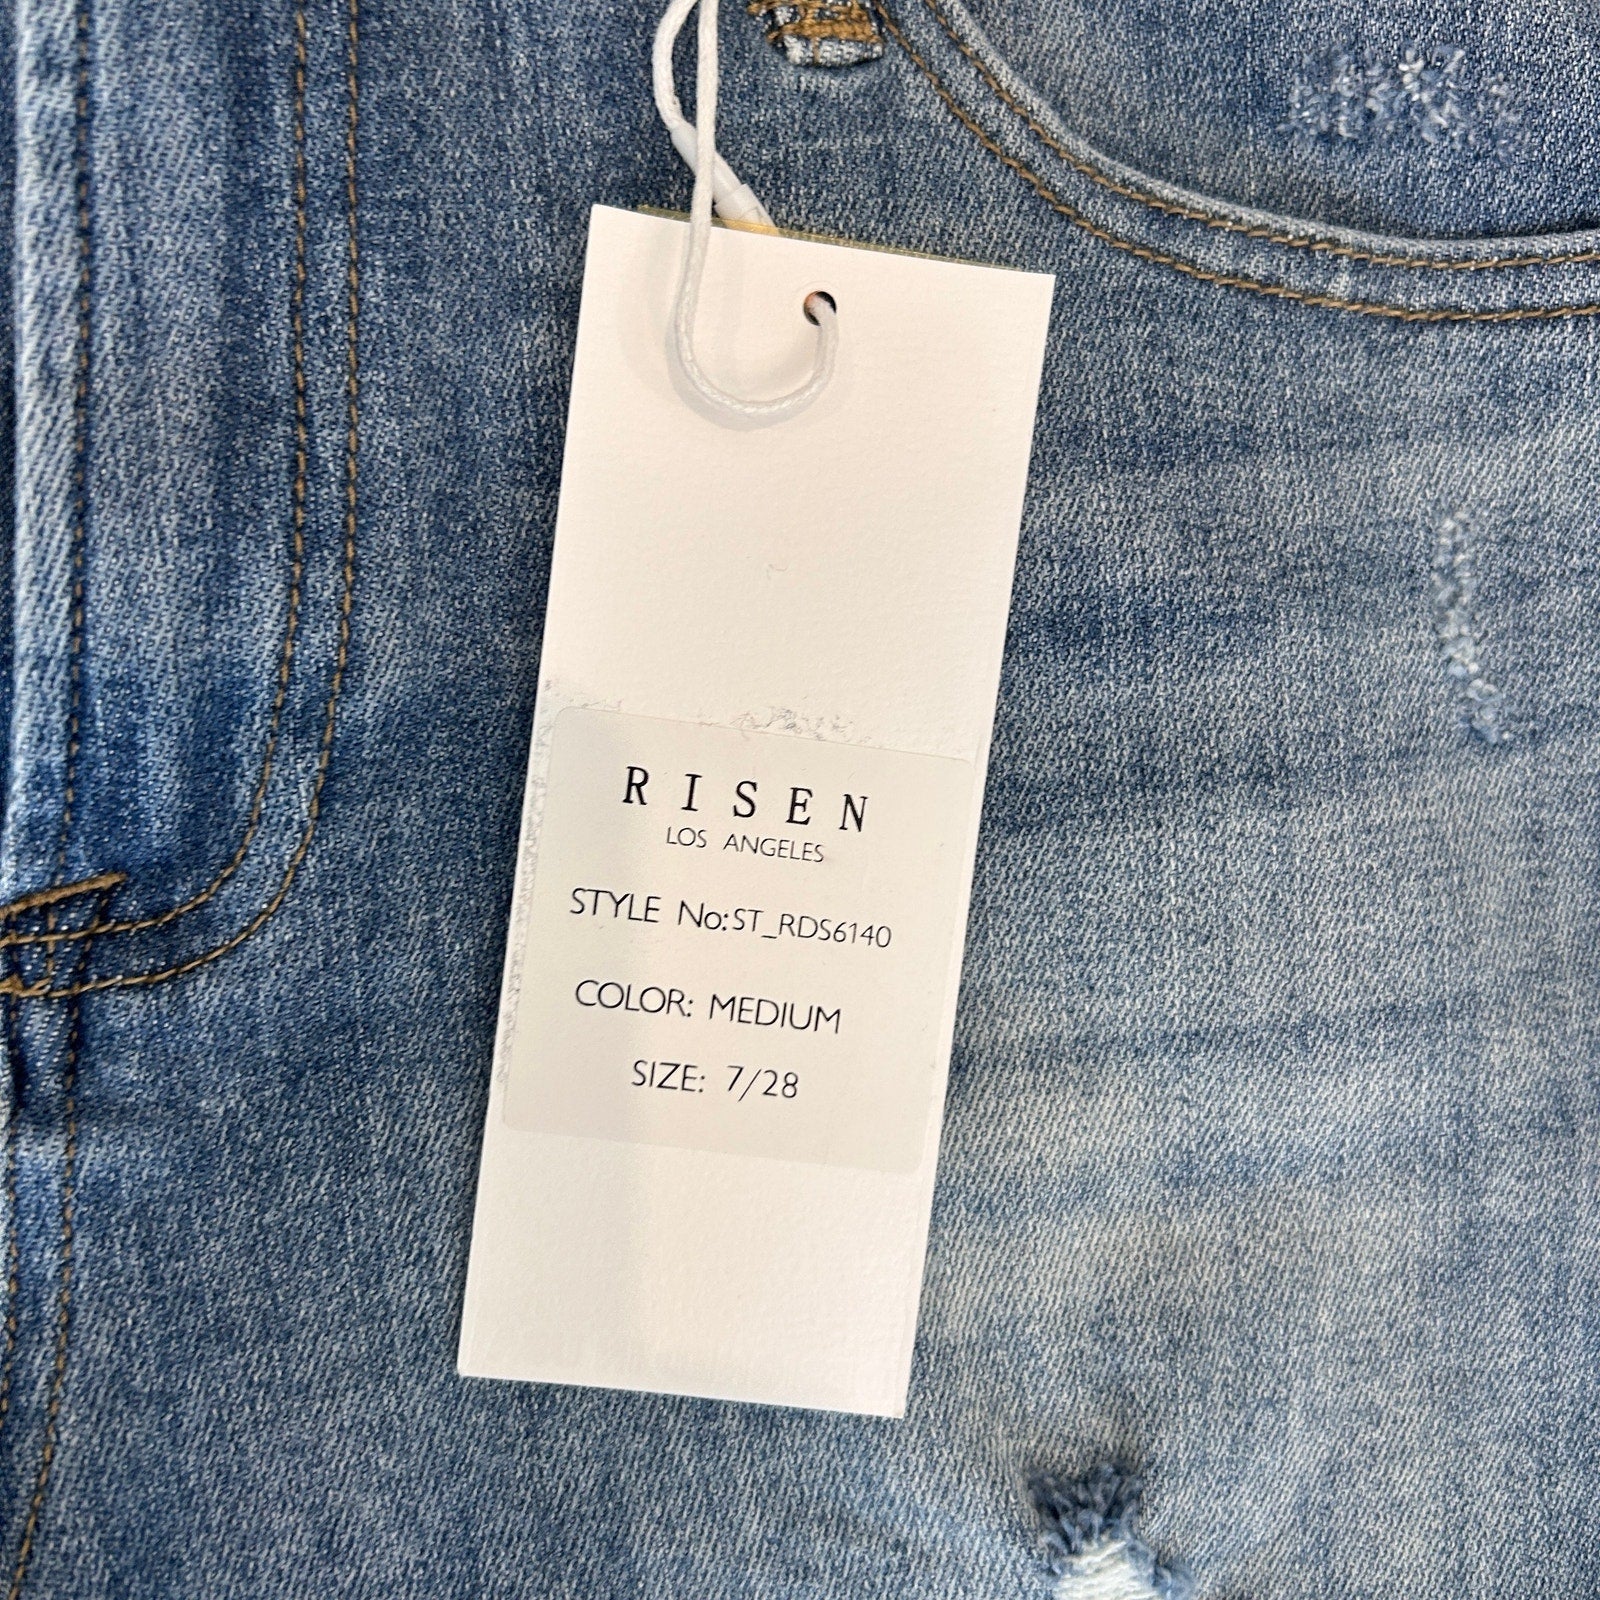 RISEN
LOS ANGELES
STYLE No:ST_RDS6140
COLOR: MEDIUM
SIZE: 7/28